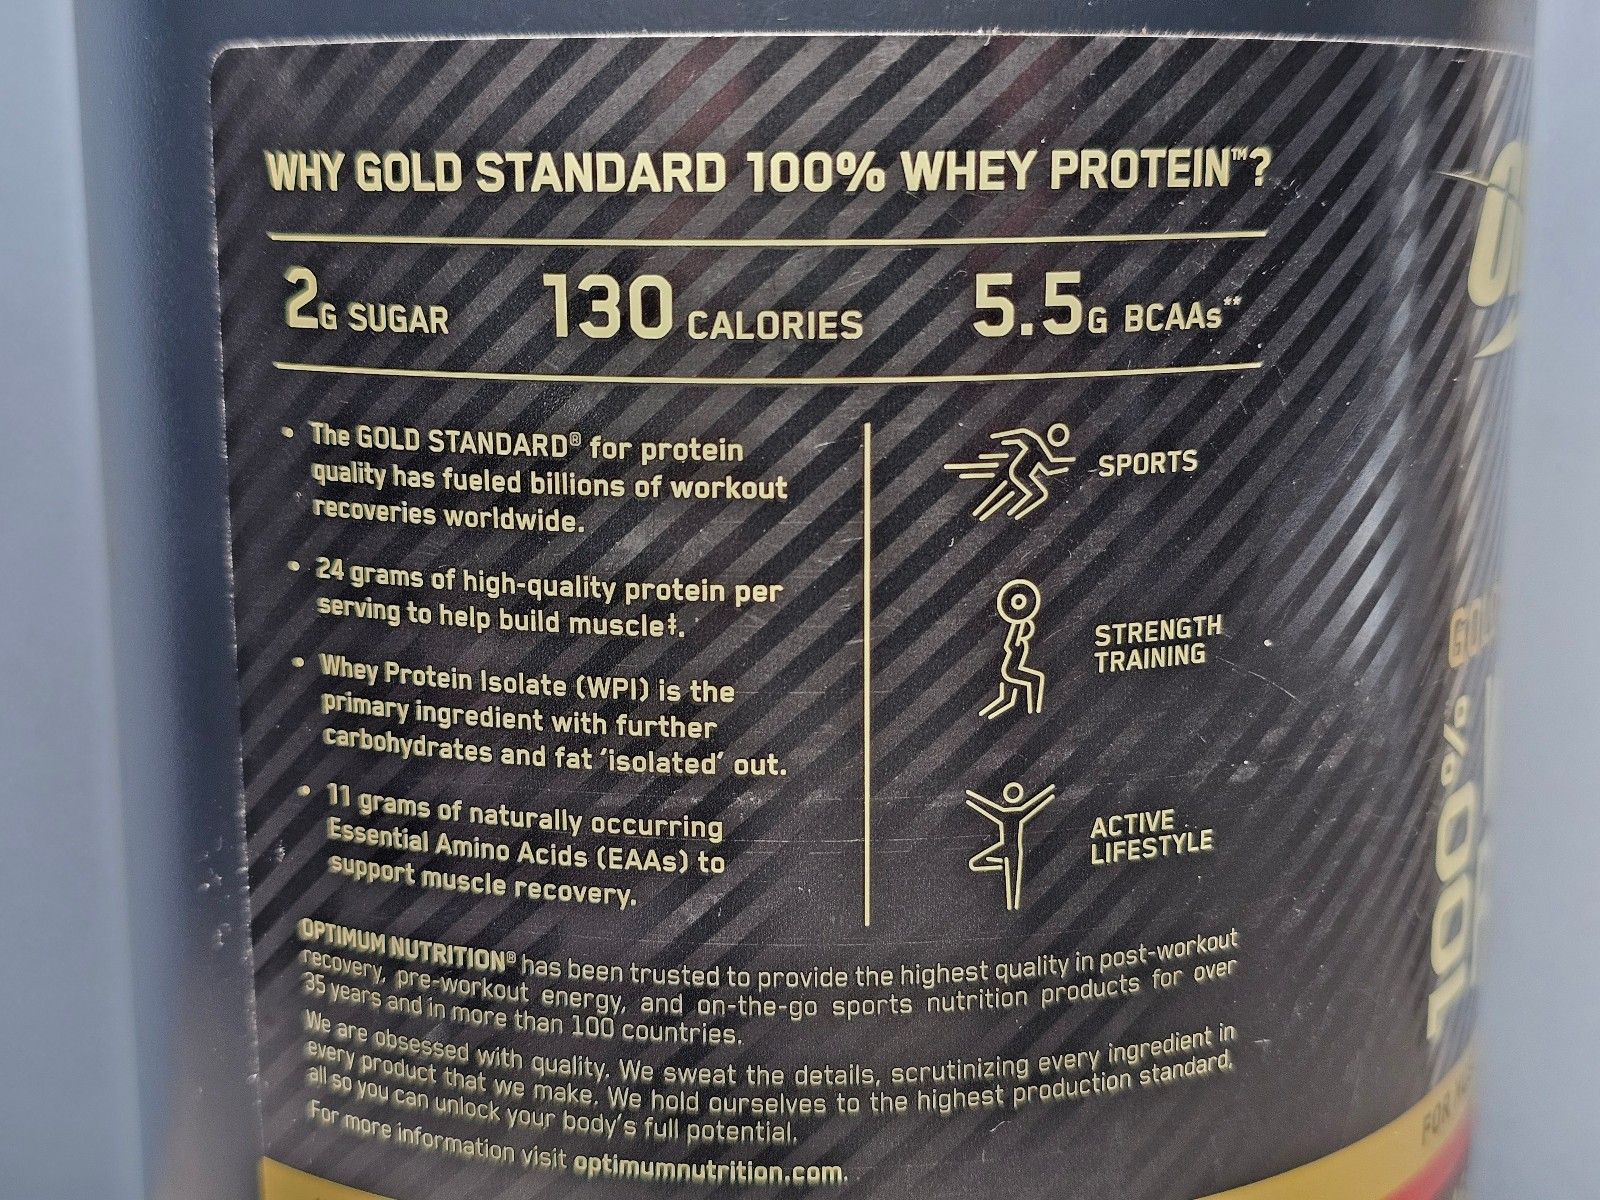 WHY GOLD STANDARD 100% WHEY PROTEIN™?
2G SUGAR 130 CALORIES 5.5G BCAAs**
• The GOLD STANDARD® for protein
quality has fueled billions of workout
recoveries worldwide.
• 24 grams of high-quality protein per
serving to help build muscle‡.
• Whey Protein Isolate (WPI) is the
primary ingredient with further
carbohydrates and fat ‘isolated’ out.
• 11 grams of naturally occurring
Essential Amino Acids (EAAs) to
support muscle recovery.
SPORTS
STRENGTH
TRAINING
ACTIVE
LIFESTYLE
OPTIMUM NUTRITION® has been trusted to provide the highest quality in post-workout
recovery, pre-workout energy, and on-the-go sports nutrition products for over
35 years and in more than 100 countries.
We are obsessed with quality. We sweat the details, scrutinizing every ingredient in
every product that we make. We hold ourselves to the highest production standard,
all so you can unlock your body's full potential.
For more information visit optimumnutrition.com.
100%
FOR